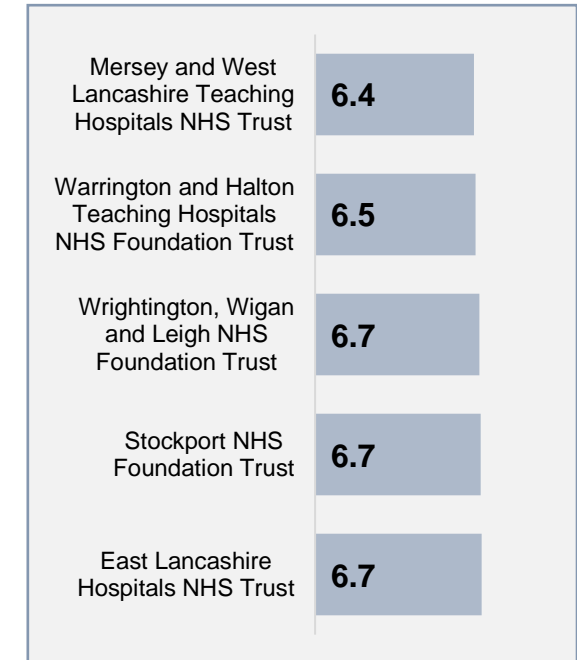 Mersey and West
Lancashire Teaching
Hospitals NHS Trust
6.4
Warrington and Halton
Teaching Hospitals
NHS Foundation Trust
6.5
Wrightington, Wigan
and Leigh NHS
Foundation Trust
6.7
Stockport NHS
Foundation Trust
6.7
East Lancashire
Hospitals NHS Trust
6.7